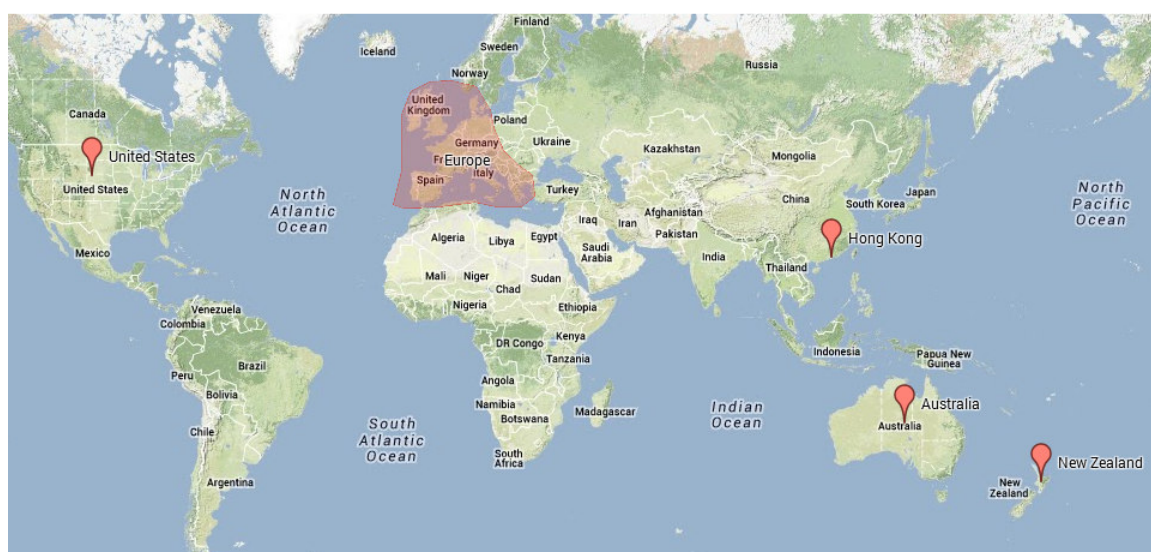 Finland
Iceland
Sweden
Norway
Russia
Canada
United
Kingdom
Poland
Germany
Ukraine
United States
Fr
Europe
Kazakhstan
Mongolia
United States
Spain
Italy
Turkey
Japan
South Korea
China
North
Atlantic
Ocean
North
Pacific
Ocean
Iraq
Iran
Afghanistan
Pakistan
Hong Kong
Mexico
Algeria
Libya
Egypt
Saudi
Arabia
India
Thailand
Mali
Niger
Chad
Sudan
Nigeria
Ethiopia
Venezuela
Colombia
DR Congo
Kenya
Tanzania
Indonesia
Papua New
Guinea
Peru
Brazil
Bolivia
Angola
Namibia
Botswana
Madagascar
Indian
Ocean
Australia
Australia
Chile
South
Atlantic
Ocean
South
Africa
New Zealand
New
Zealand
Argentina